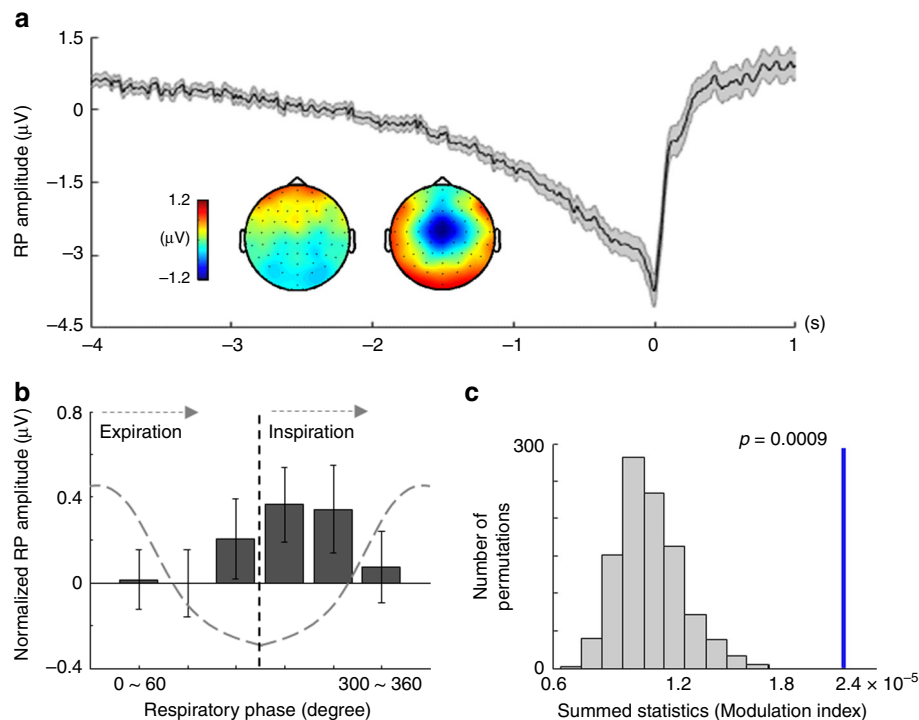 a
1.5
0
−1.5
−3
−4.5
RP amplitude (μV)
1.2
(μV)
−1.2
−4
−3
−2
−1
0
1
(s)
b
0.8
0.4
0
−0.4
Normalized RP amplitude (μV)
Expiration
Inspiration
0 ~ 60
300 ~ 360
Respiratory phase (degree)
c
p = 0.0009
300
0
Number of
permutations
0.6
1.2
1.8
2.4 × 10⁻⁵
Summed statistics (Modulation index)